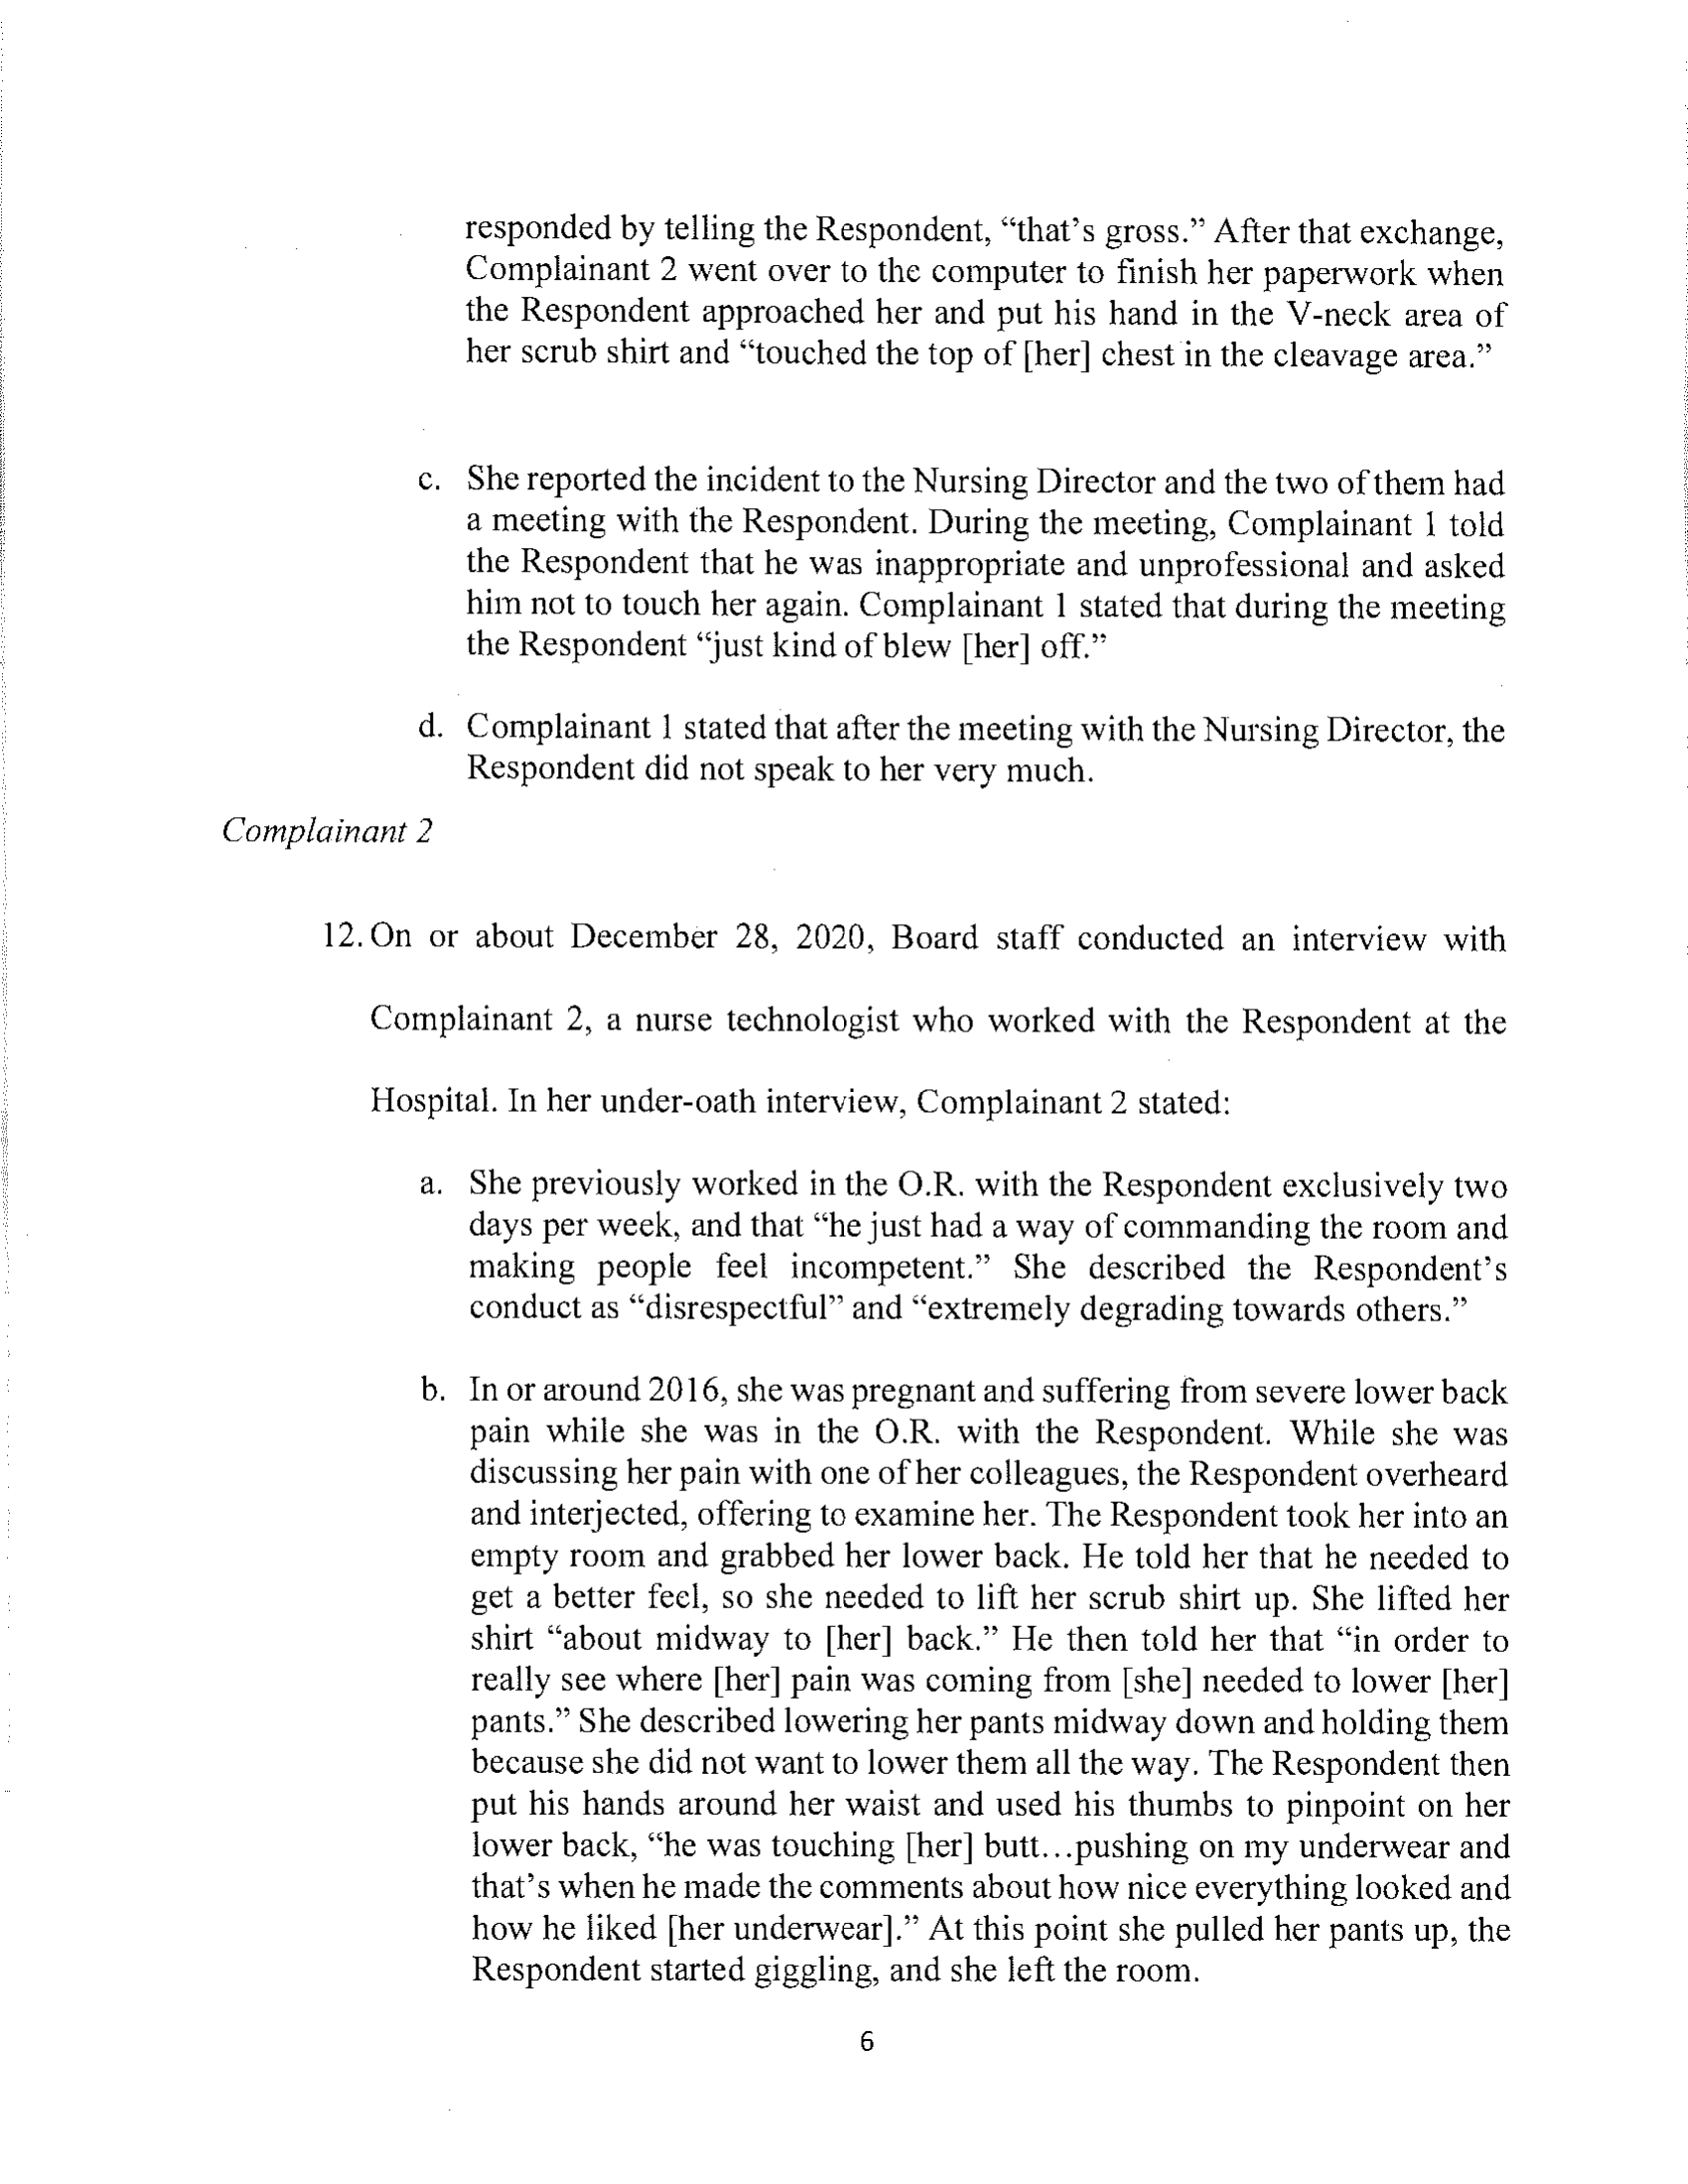 responded by telling the Respondent, “that’s gross.” After that exchange,
Complainant 2 went over to the computer to finish her paperwork when
the Respondent approached her and put his hand in the V-neck area of
her scrub shirt and “touched the top of [her] chest in the cleavage area.”
c. She reported the incident to the Nursing Director and the two of them had
a meeting with the Respondent. During the meeting, Complainant 1 told
the Respondent that he was inappropriate and unprofessional and asked
him not to touch her again. Complainant 1 stated that during the meeting
the Respondent “just kind of blew [her] off.”
d. Complainant 1 stated that after the meeting with the Nursing Director, the
Respondent did not speak to her very much.
Complainant 2
12. On or about December 28, 2020, Board staff conducted an interview with
Complainant 2, a nurse technologist who worked with the Respondent at the
Hospital. In her under-oath interview, Complainant 2 stated:
a. She previously worked in the O.R. with the Respondent exclusively two
days per week, and that “he just had a way of commanding the room and
making people feel incompetent.” She described the Respondent’s
conduct as “disrespectful” and “extremely degrading towards others.”
b. In or around 2016, she was pregnant and suffering from severe lower back
pain while she was in the O.R. with the Respondent. While she was
discussing her pain with one of her colleagues, the Respondent overheard
and interjected, offering to examine her. The Respondent took her into an
empty room and grabbed her lower back. He told her that he needed to
get a better feel, so she needed to lift her scrub shirt up. She lifted her
shirt “about midway to [her] back.” He then told her that “in order to
really see where [her] pain was coming from [she] needed to lower [her]
pants.” She described lowering her pants midway down and holding them
because she did not want to lower them all the way. The Respondent then
put his hands around her waist and used his thumbs to pinpoint on her
lower back, “he was touching [her] butt…pushing on my underwear and
that’s when he made the comments about how nice everything looked and
how he liked [her underwear].” At this point she pulled her pants up, the
Respondent started giggling, and she left the room.
6